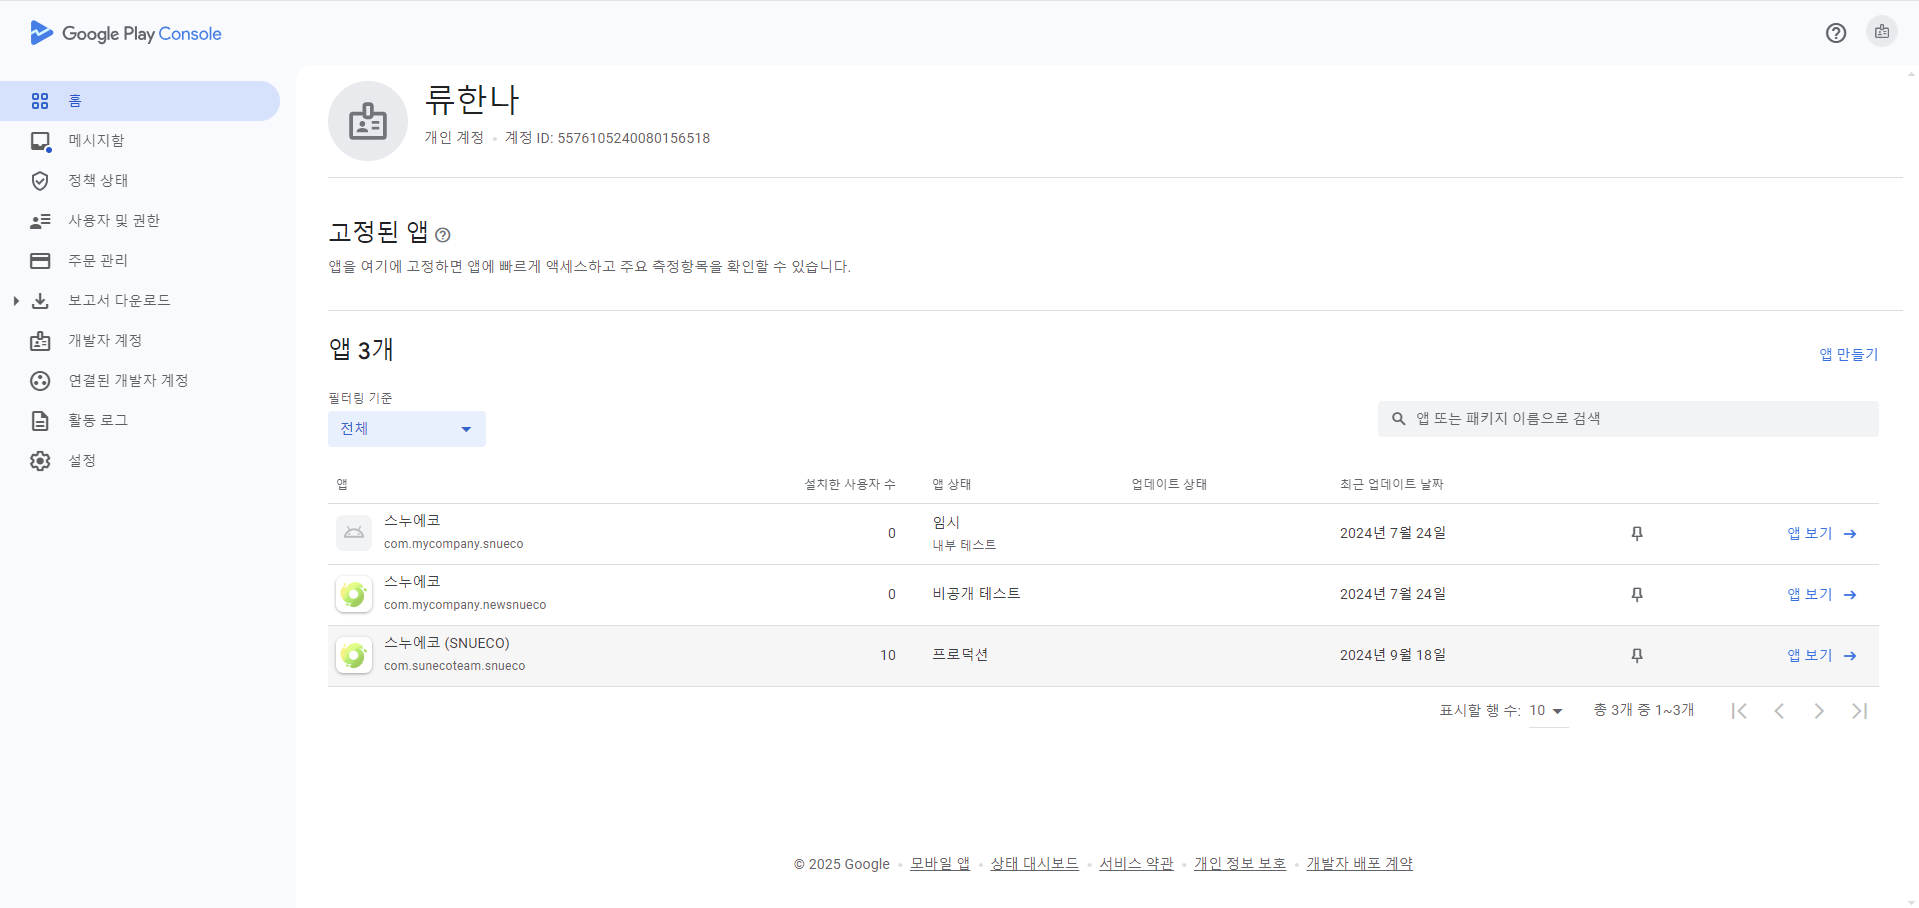 Google Play Console
홈
메시지함
정책 상태
사용자 및 권한
주문 관리
보고서 다운로드
개발자 계정
연결된 개발자 계정
활동 로그
설정
류한나
개인 계정 • 계정 ID: 5576105240080156518
고정된 앱
앱을 여기에 고정하면 앱에 빠르게 액세스하고 주요 측정항목을 확인할 수 있습니다.
앱 3개
앱 만들기
필터링 기준
전체
앱 또는 패키지 이름으로 검색
앱 설치한 사용자 수 앱 상태 업데이트 상태 최근 업데이트 날짜
스누에코 0 임시 2024년 7월 24일 앱 보기
com.mycompany.snueco 내부 테스트
스누에코 0 비공개 테스트 2024년 7월 24일 앱 보기
com.mycompany.newsnueco
스누에코 (SNUECO) 10 프로덕션 2024년 9월 18일 앱 보기
com.sunecoteam.snueco
표시할 행 수: 10 총 3개 중 1~3개
© 2025 Google • 모바일 앱 • 상태 대시보드 • 서비스 약관 • 개인 정보 보호 • 개발자 배포 계약